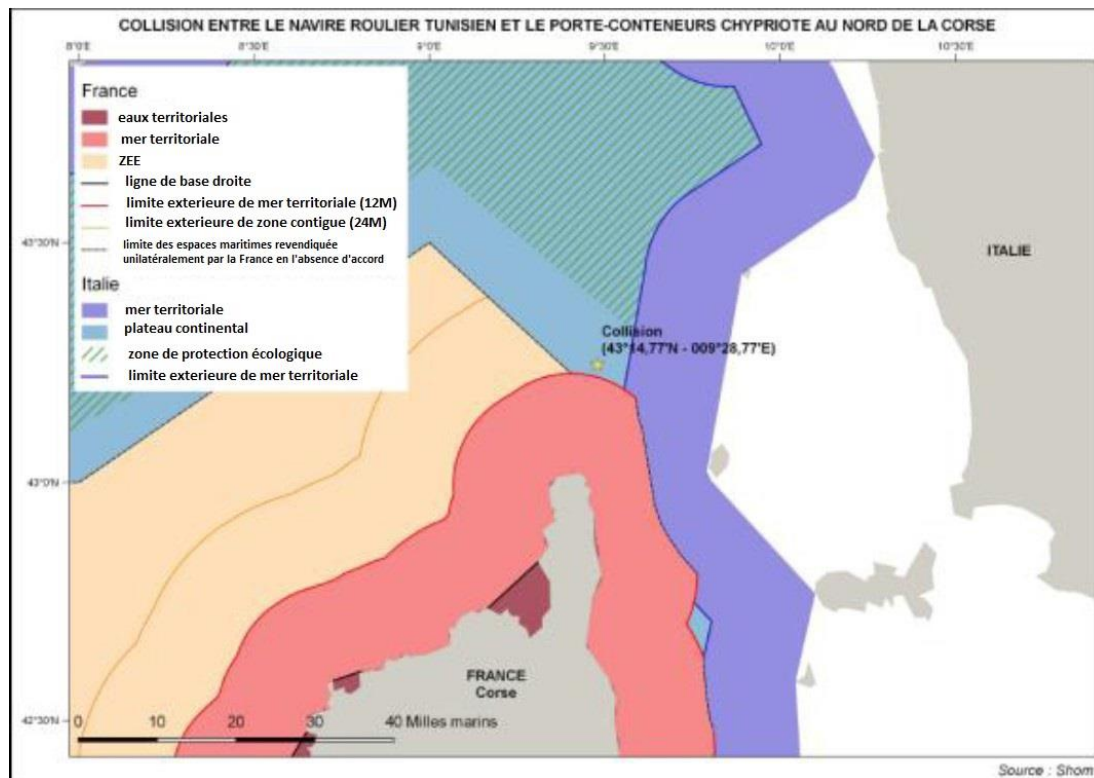 COLLISION ENTRE LE NAVIRE ROULIER TUNISIEN ET LE PORTE-CONTENEURS CHYPRIOTE AU NORD DE LA CORSE
8°0'E 8°30'E 9°0'E 9°30'E 10°0'E 10°30'E
France
eaux territoriales
mer territoriale
ZEE
ligne de base droite
limite exterieure de mer territoriale (12M)
limite exterieure de zone contigue (24M)
limite des espaces maritimes revendiquée
unilatéralement par la France en l'absence d'accord
43°30'N
ITALIE
Italie
mer territoriale
plateau continental
zone de protection écologique
limite exterieure de mer territoriale
Collision
(43°14,77'N - 009°28,77'E)
43°0'N
FRANCE
Corse
42°30'N
0 10 20 30 40 Milles marins
Source : Shom